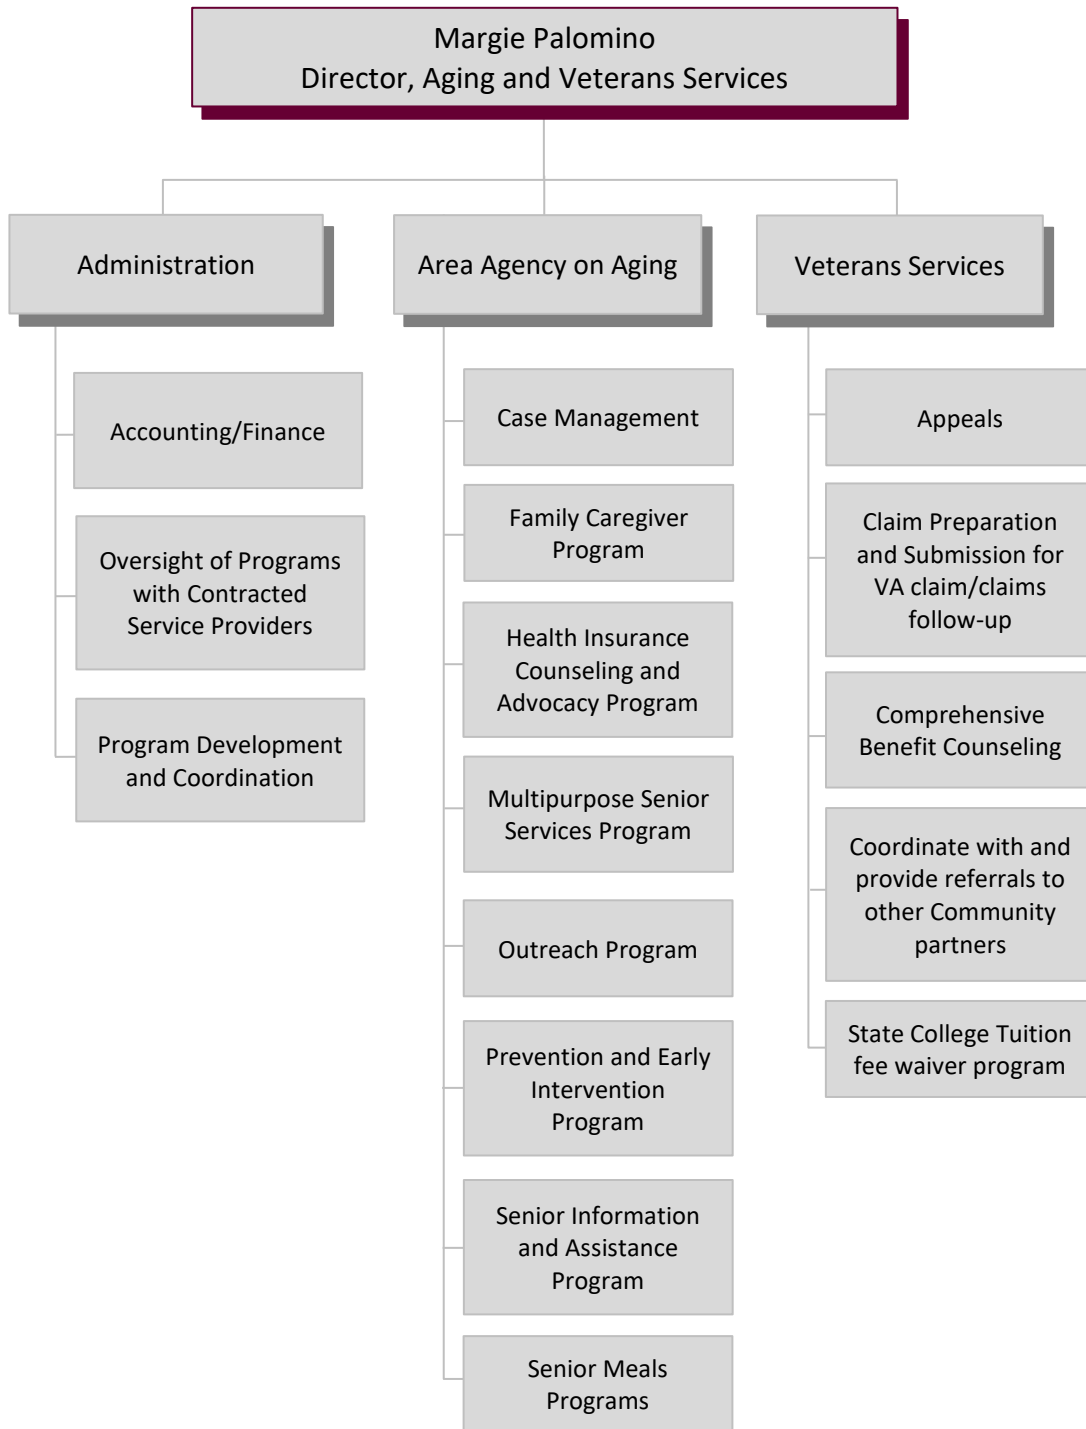 Margie Palomino
Director, Aging and Veterans Services
Administration
Area Agency on Aging
Veterans Services
Accounting/Finance
Oversight of Programs
with Contracted
Service Providers
Program Development
and Coordination
Case Management
Family Caregiver
Program
Health Insurance
Counseling and
Advocacy Program
Multipurpose Senior
Services Program
Outreach Program
Prevention and Early
Intervention
Program
Senior Information
and Assistance
Program
Senior Meals
Programs
Appeals
Claim Preparation
and Submission for
VA claim/claims
follow-up
Comprehensive
Benefit Counseling
Coordinate with and
provide referrals to
other Community
partners
State College Tuition
fee waiver program